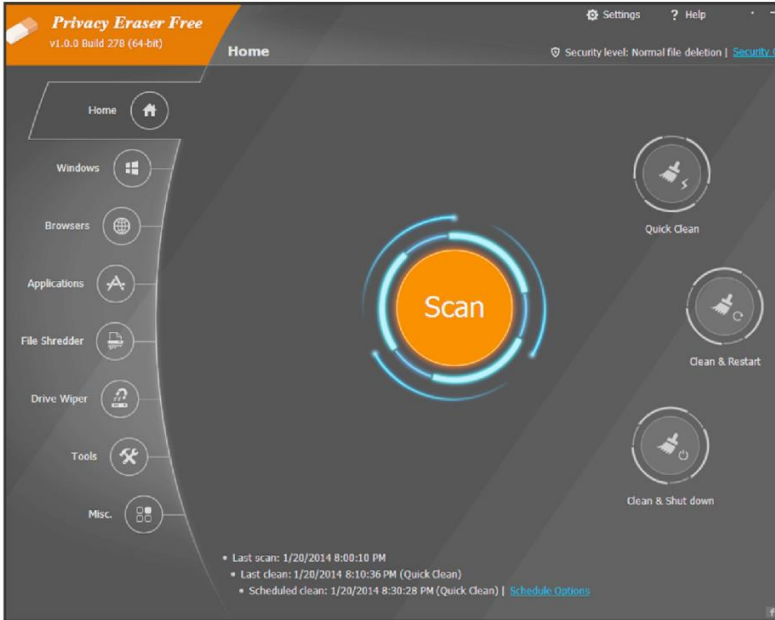 Privacy Eraser Free
v1.0.0 Build 278 (64-bit)
Settings
? Help
Home
Security level: Normal file deletion | Security
Home
Windows
Browsers
Applications
File Shredder
Drive Wiper
Tools
Misc.
Scan
Quick Clean
Clean & Restart
Clean & Shut down
• Last scan: 1/20/2014 8:00:10 PM
• Last clean: 1/20/2014 8:10:36 PM (Quick Clean)
• Scheduled clean: 1/20/2014 8:30:28 PM (Quick Clean) | Schedule Options